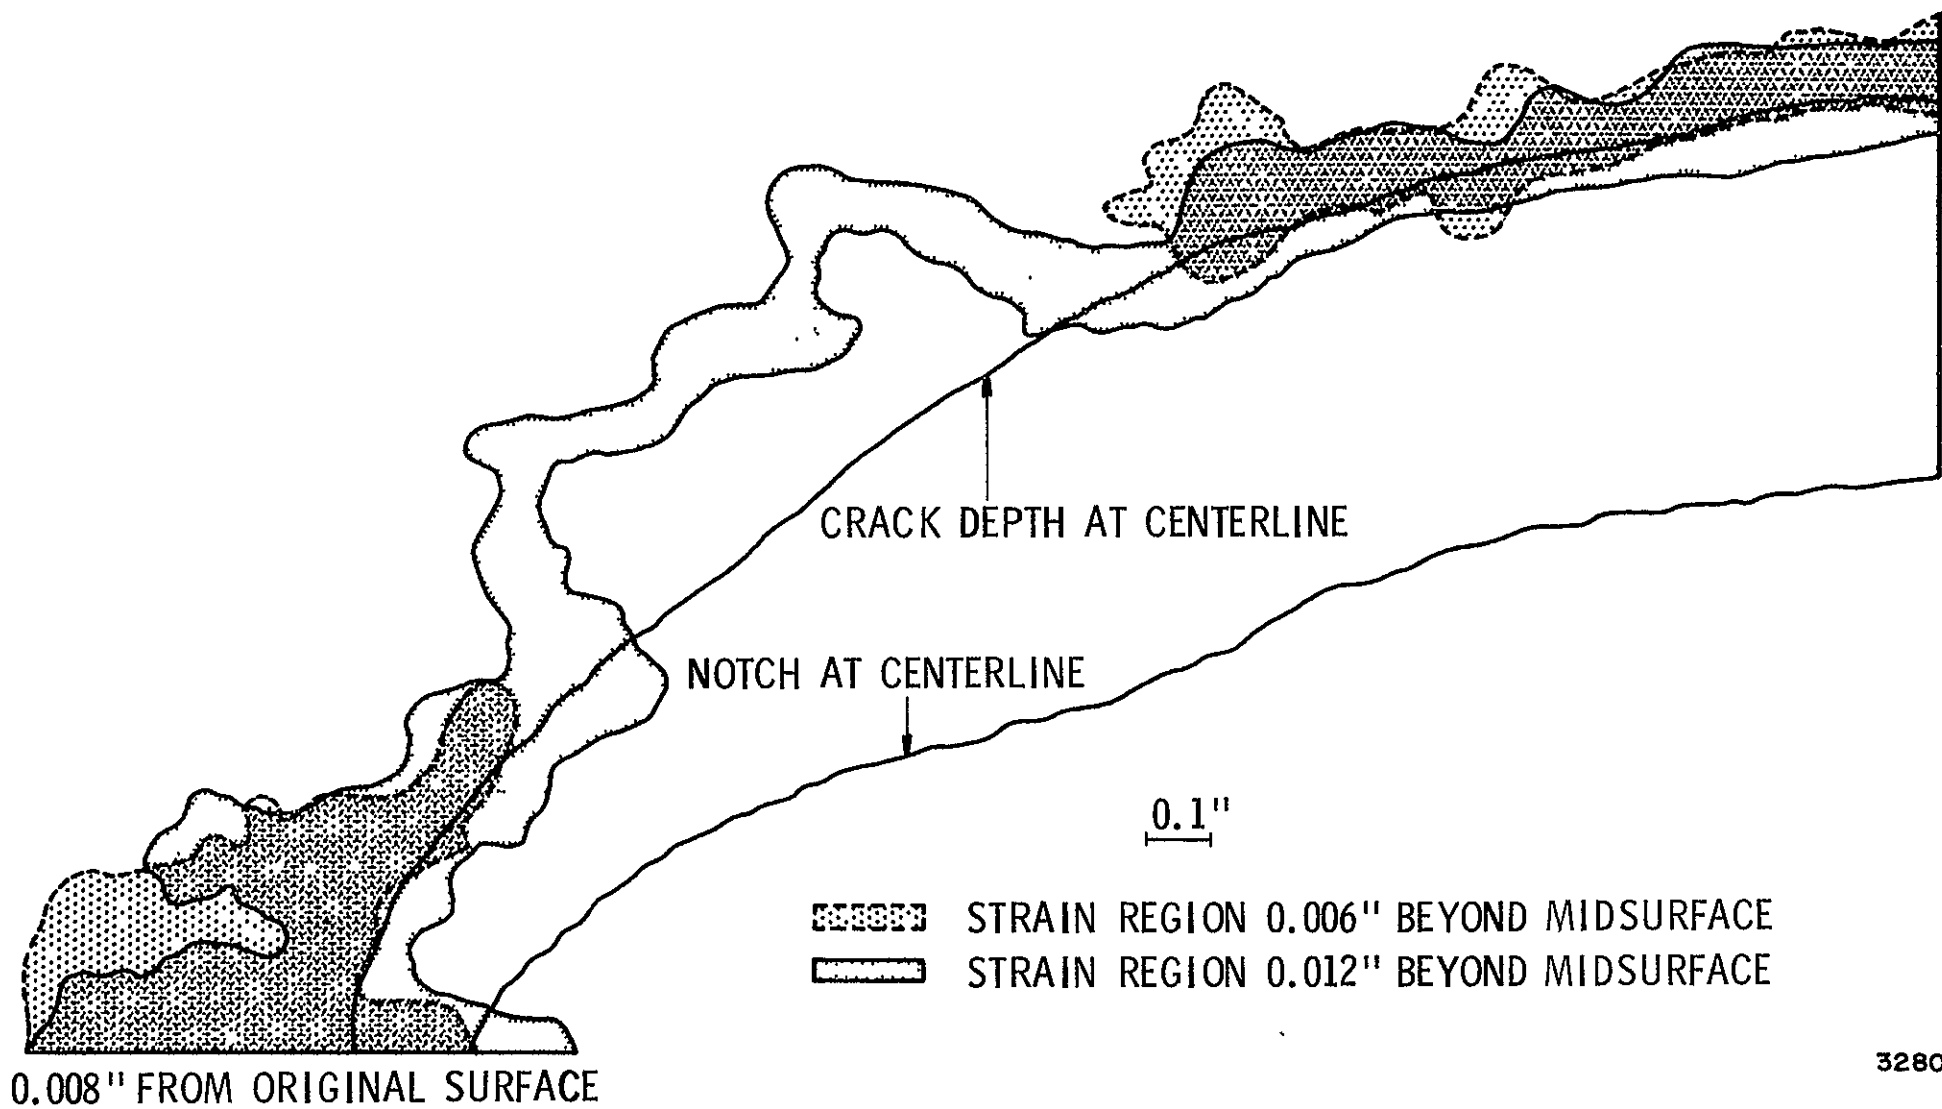 CRACK DEPTH AT CENTERLINE
NOTCH AT CENTERLINE
0.1"
STRAIN REGION 0.006" BEYOND MIDSURFACE
STRAIN REGION 0.012" BEYOND MIDSURFACE
0.008" FROM ORIGINAL SURFACE
3280